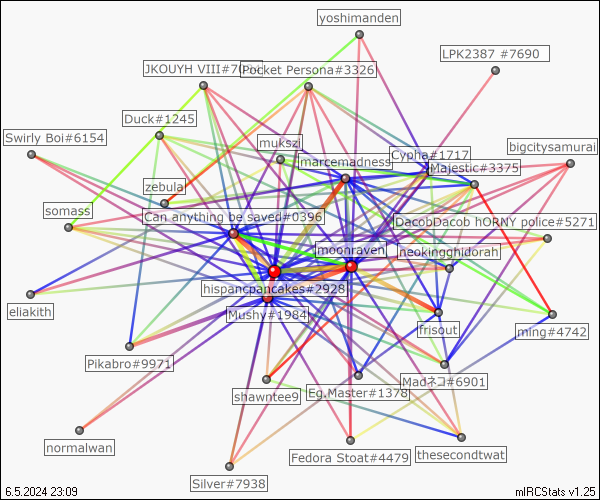 yoshimanden
LPK2387 #7690
JKOUYH VIII#7
Pocket Persona#3326
Duck#1245
Swirly Boi#6154
mukszi
marcemadness
Cypha#1717
bigcitysamurai
Majestic#3375
zebula
somass
Can anything be saved#0396
DacobDacob hORNY police#5271
moonraven
neokingghidorah
hispancpancakes#2928
eliakith
Mushy#1984
frisout
ming#4742
Pikabro#9971
Madネコ#6901
shawntee9
Eg.Master#1378
normalwan
Fedora Stoat#4479
thesecondtwat
Silver#7938
6.5.2024 23:09
mIRCStats v1.25